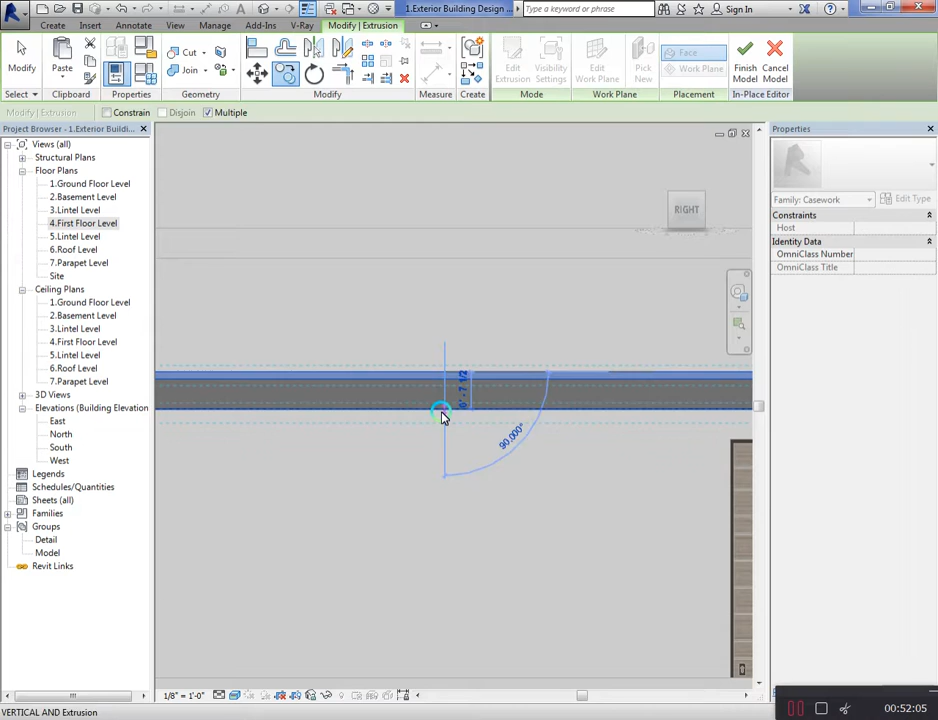 1.Exterior Building Design ...
Type a keyword or phrase
Sign In
Create Insert Annotate View Manage Add-Ins V-Ray Modify | Extrusion
Modify Paste Cut Join Edit Extrusion Visibility Settings Edit Work Plane Pick New Face Work Plane Finish Model Cancel Model
Select Clipboard Properties Geometry Modify Measure Create Mode Work Plane Placement In-Place Editor
Modify | Extrusion Constrain Disjoin Multiple
Project Browser - 1.Exterior Buildi...
Views (all)
Structural Plans
Floor Plans
1.Ground Floor Level
2.Basement Level
3.Lintel Level
4.First Floor Level
5.Lintel Level
6.Roof Level
7.Parapet Level
Site
Ceiling Plans
1.Ground Floor Level
2.Basement Level
3.Lintel Level
4.First Floor Level
5.Lintel Level
6.Roof Level
7.Parapet Level
3D Views
Elevations (Building Elevation
East
North
South
West
Legends
Schedules/Quantities
Sheets (all)
Families
Groups
Detail
Model
Revit Links
RIGHT
0' - 7 1/2
90.000°
Properties
Family: Casework
Edit Type
Constraints
Host
Identity Data
OmniClass Number
OmniClass Title
1/8" = 1'-0"
VERTICAL AND Extrusion
00:52:05